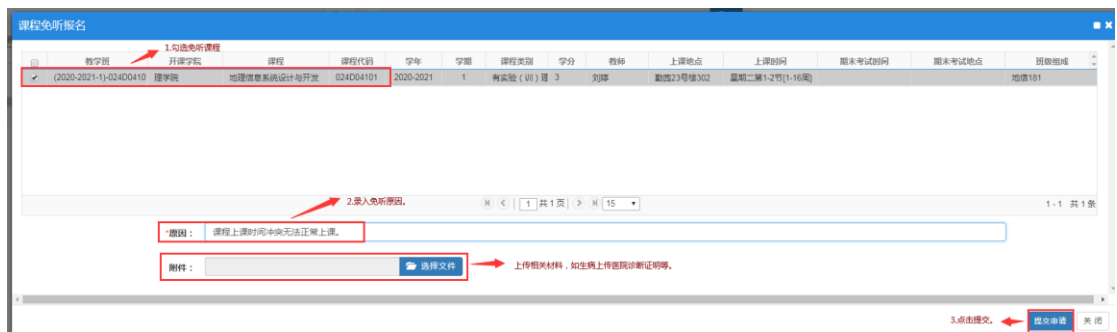 课程免听报名
1.勾选免听课程
教学班 开课学院 课程 课程代码 学年 学期 课程类别 学分 教师 上课地点 上课时间 期末考试时间 期末考试地点 班级组成
(2020-2021-1)-024D0410 理学院 地理信息系统设计与开发 024D04101 2020-2021 1 有实验（训）理 3 刘婷 勤园23号楼302 星期二第1-2节{1-16周} 地信181
2.录入免听原因。
1 共1页 15
1-1 共1条
*原因： 课程上课时间冲突无法正常上课。
附件： 选择文件 上传相关材料，如生病上传医院诊断证明等。
3.点击提交。 提交申请 关闭